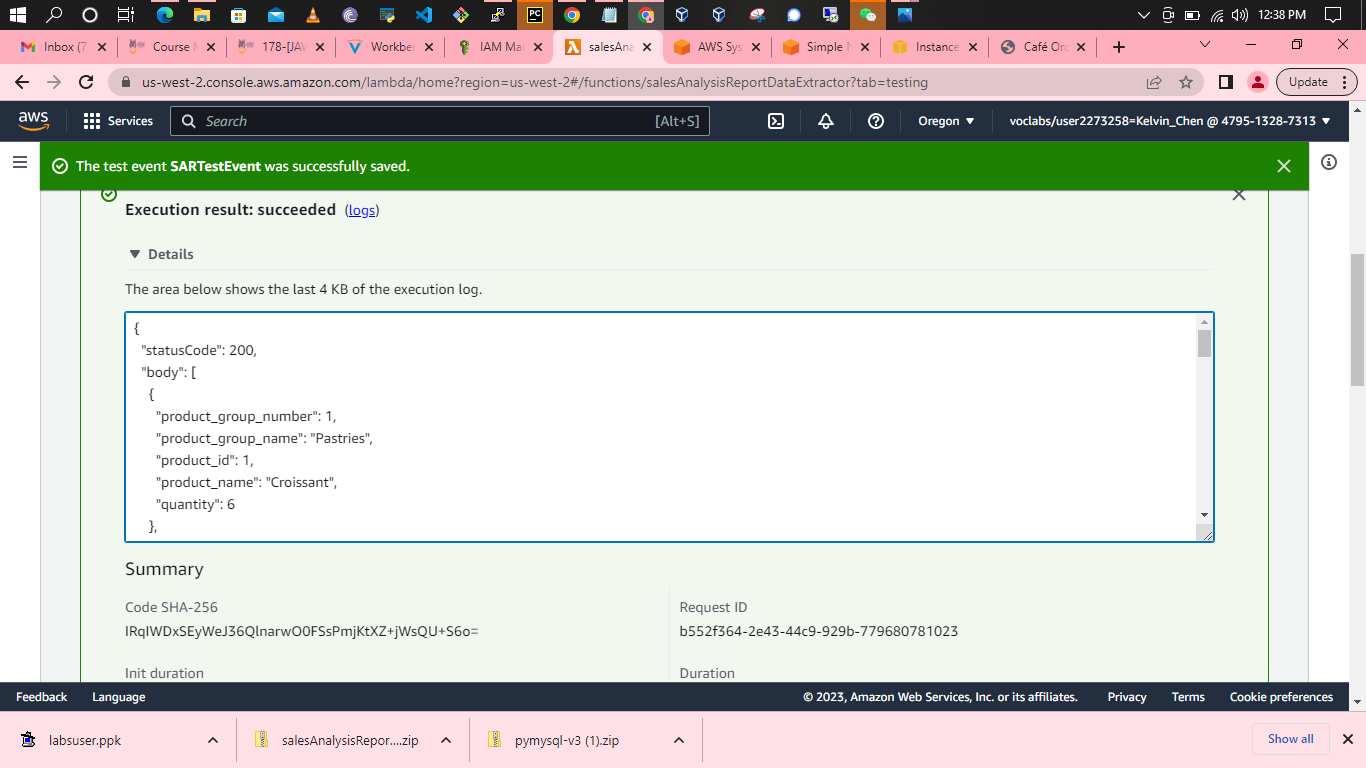 12:38 PM
Inbox (7
Course M
178-[JAV
Workben
IAM Man
salesAna
AWS Sys
Simple N
Instance
Café Ord
us-west-2.console.aws.amazon.com/lambda/home?region=us-west-2#/functions/salesAnalysisReportDataExtractor?tab=testing
Update
aws
Services
Search
[Alt+S]
Oregon
voclabs/user2273258=Kelvin_Chen @ 4795-1328-7313
The test event SARTestEvent was successfully saved.
Execution result: succeeded (logs)
Details
The area below shows the last 4 KB of the execution log.
{
"statusCode": 200,
"body": [
{
"product_group_number": 1,
"product_group_name": "Pastries",
"product_id": 1,
"product_name": "Croissant",
"quantity": 6
},
Summary
Code SHA-256
Request ID
IRqIWDxSEyWeJ36QlnarwO0FSsPmjKtXZ+jWsQU+S6o=
b552f364-2e43-44c9-929b-779680781023
Init duration
Duration
Feedback
Language
© 2023, Amazon Web Services, Inc. or its affiliates.
Privacy
Terms
Cookie preferences
labsuser.ppk
salesAnalysisRepor....zip
pymysql-v3 (1).zip
Show all